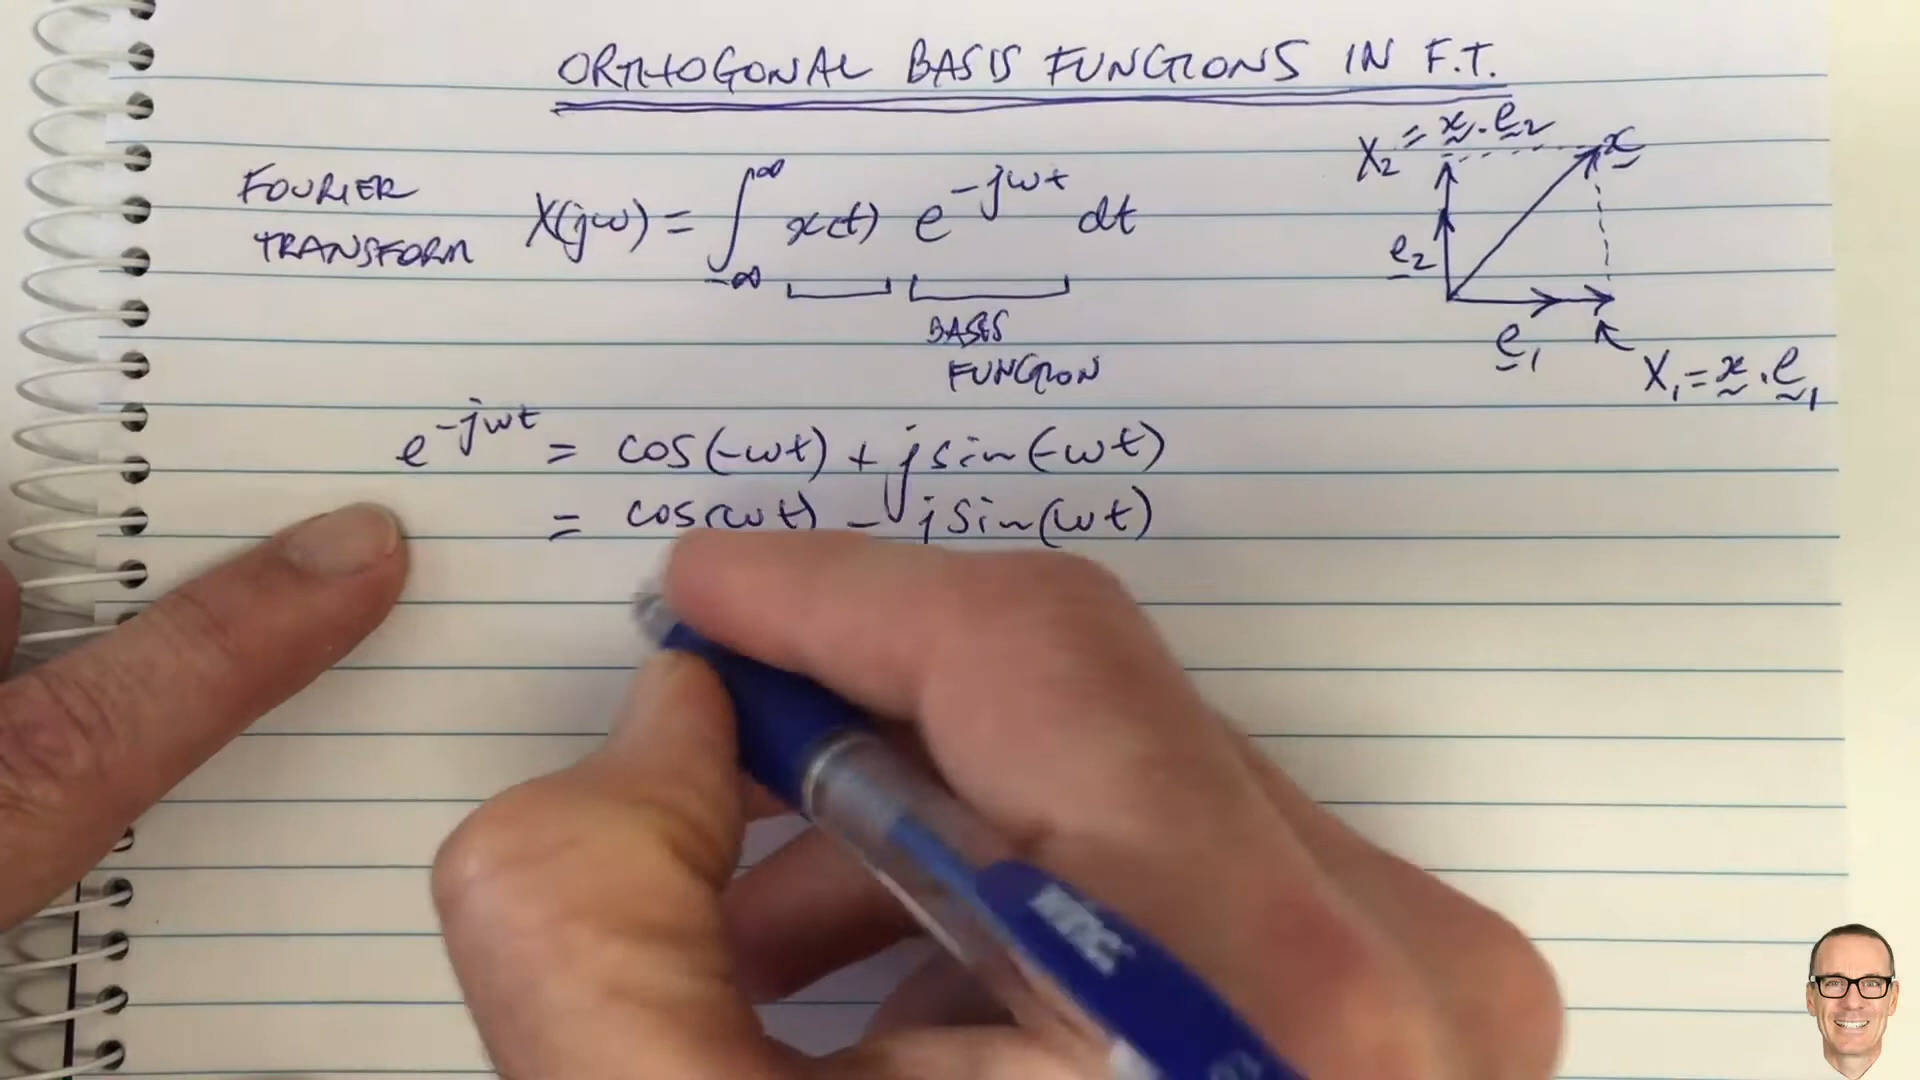 ORTHOGONAL BASIS FUNCTIONS IN F.T.
FOURIER TRANSFORM
X(jω) = ∫_{-∞}^{∞} x(t) e^{-jωt} dt
BASIS
FUNCTION
X₂ = x . e₂
x
e₂
e₁
X₁ = x . e₁
e^{-jωt} = cos(-ωt) + j sin(-ωt)
= cos(ωt) - j sin(ωt)